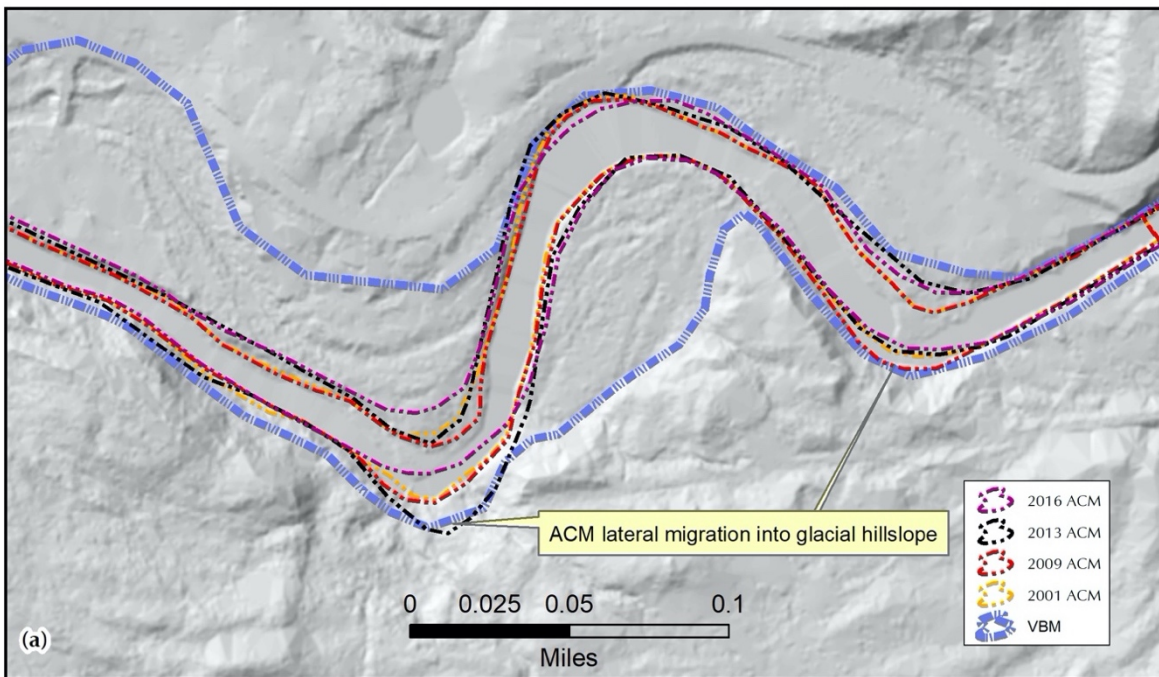 ACM lateral migration into glacial hillslope
2016 ACM
2013 ACM
2009 ACM
2001 ACM
VBM
0 0.025 0.05 0.1
Miles
(a)